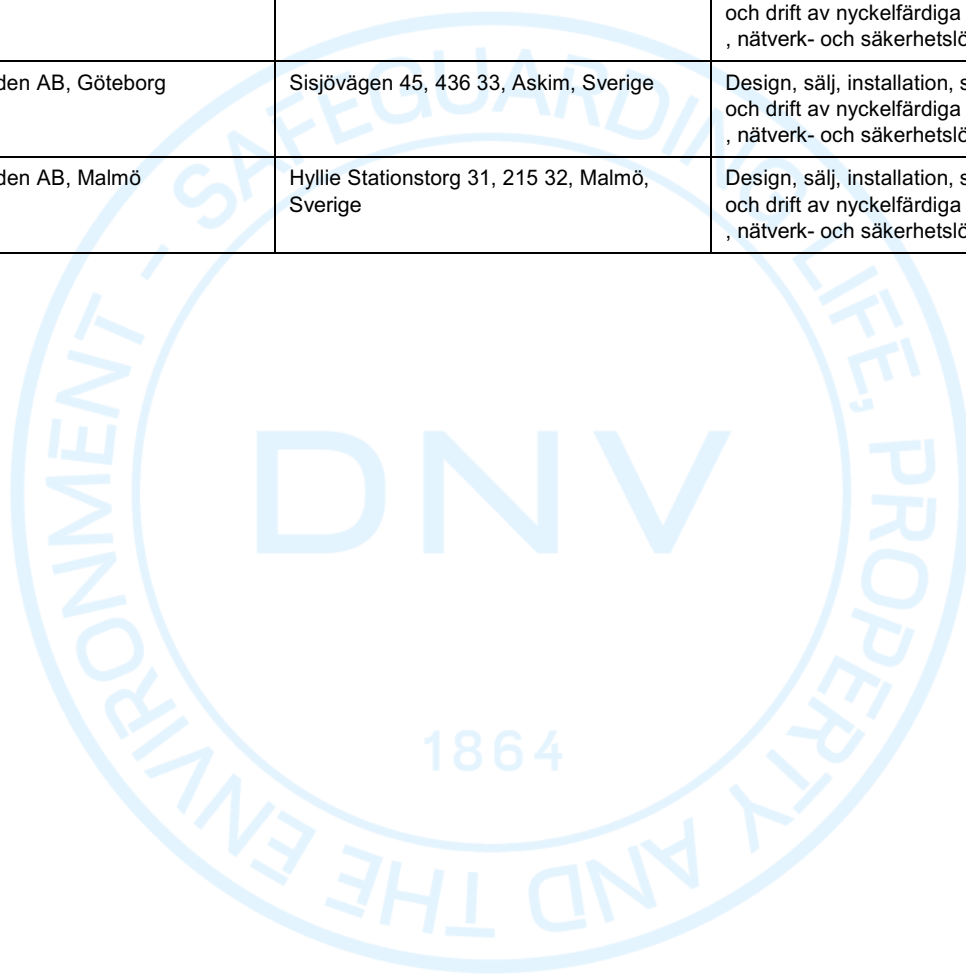 och drift av nyckelfärdiga
, nätverk- och säkerhetslö
den AB, Göteborg
Sisjövägen 45, 436 33, Askim, Sverige
Design, sälj, installation, s
och drift av nyckelfärdiga
, nätverk- och säkerhetslö
den AB, Malmö
Hyllie Stationstorg 31, 215 32, Malmö,
Sverige
Design, sälj, installation, s
och drift av nyckelfärdiga
, nätverk- och säkerhetslö
SAFEGUARDING LIFE, PROPERTY AND THE ENVIRONMENT -
DNV
1864